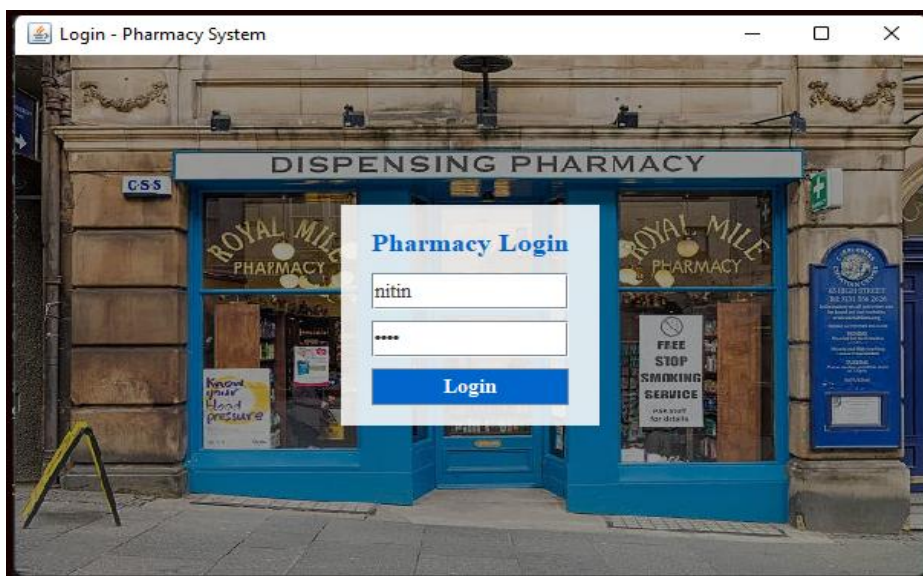 Login - Pharmacy System
DISPENSING PHARMACY
C·S·S
ROYAL MILE
PHARMACY
ROYAL MILE
PHARMACY
Pharmacy Login
nitin
••••
Login
FREE
STOP
SMOKING
SERVICE
Ask staff
for details
Know
your
blood
pressure